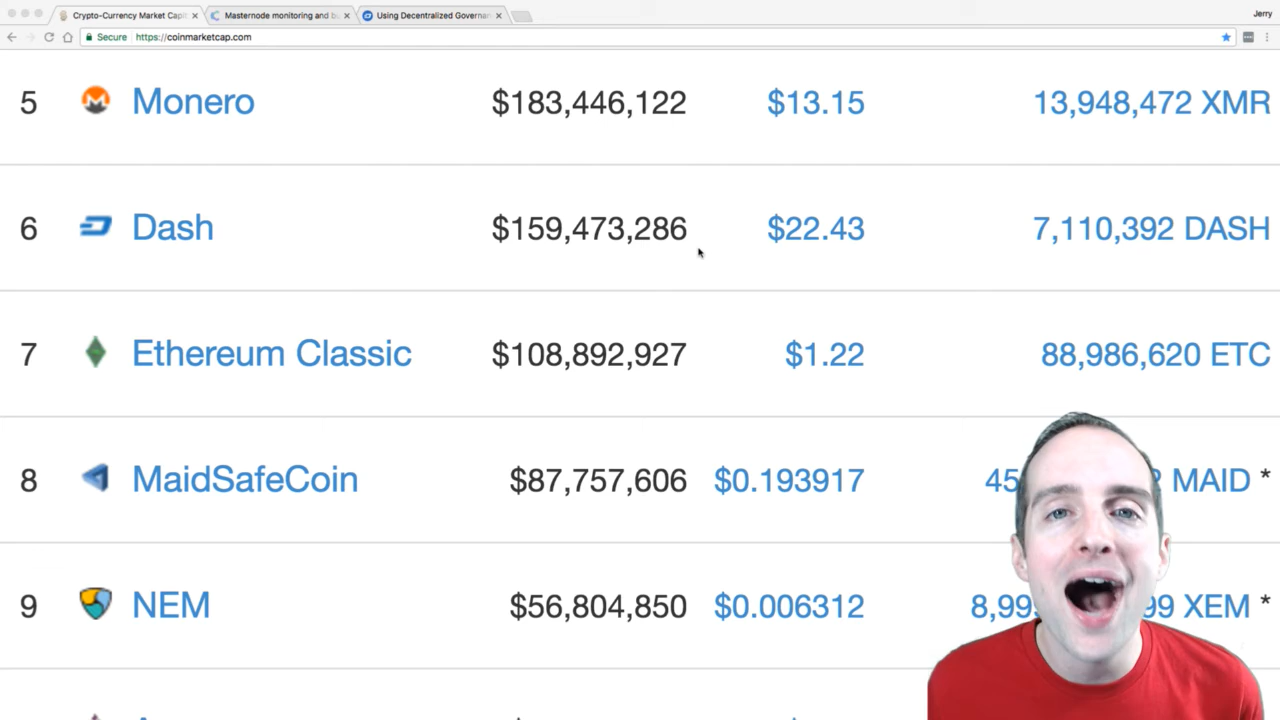 Crypto-Currency Market Capit
Masternode monitoring and bu
Using Decentralized Governan
Jerry
Secure https://coinmarketcap.com
5 Monero $183,446,122 $13.15 13,948,472 XMR
6 Dash $159,473,286 $22.43 7,110,392 DASH
7 Ethereum Classic $108,892,927 $1.22 88,986,620 ETC
8 MaidSafeCoin $87,757,606 $0.193917 MAID *
9 NEM $56,804,850 $0.006312 XEM *